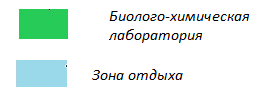 Биолого-химическая
лаборатория
Зона отдыха